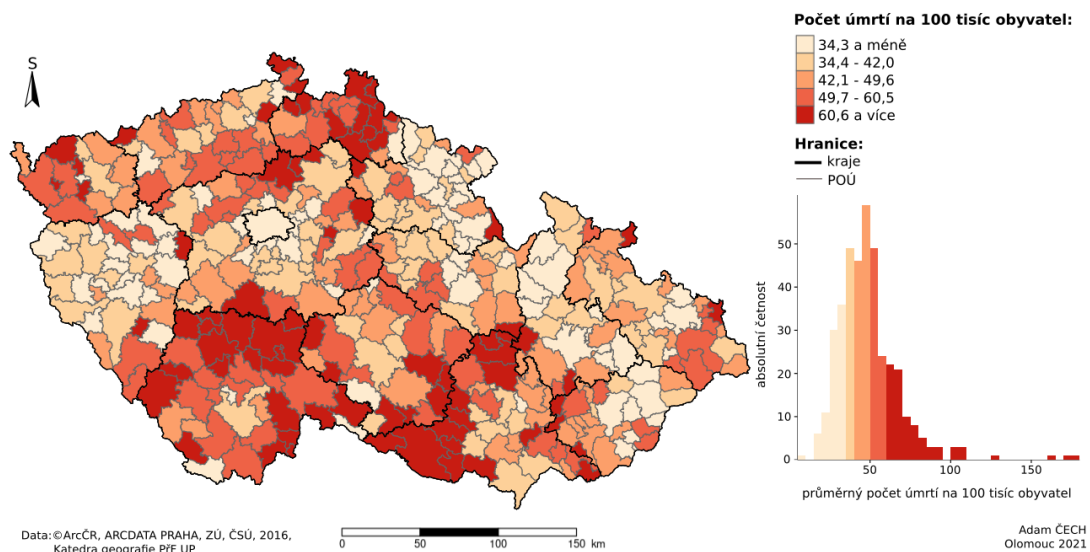 S
Počet úmrtí na 100 tisíc obyvatel:
34,3 a méně
34,4 - 42,0
42,1 - 49,6
49,7 - 60,5
60,6 a více
Hranice:
kraje
POÚ
50
40
30
20
10
0
absolutní četnost
50 100 150
průměrný počet úmrtí na 100 tisíc obyvatel
Data:©ArcČR, ARCDATA PRAHA, ZÚ, ČSÚ, 2016,
Katedra geografie PřF UP
0 50 100 150 km
Adam ČECH
Olomouc 2021